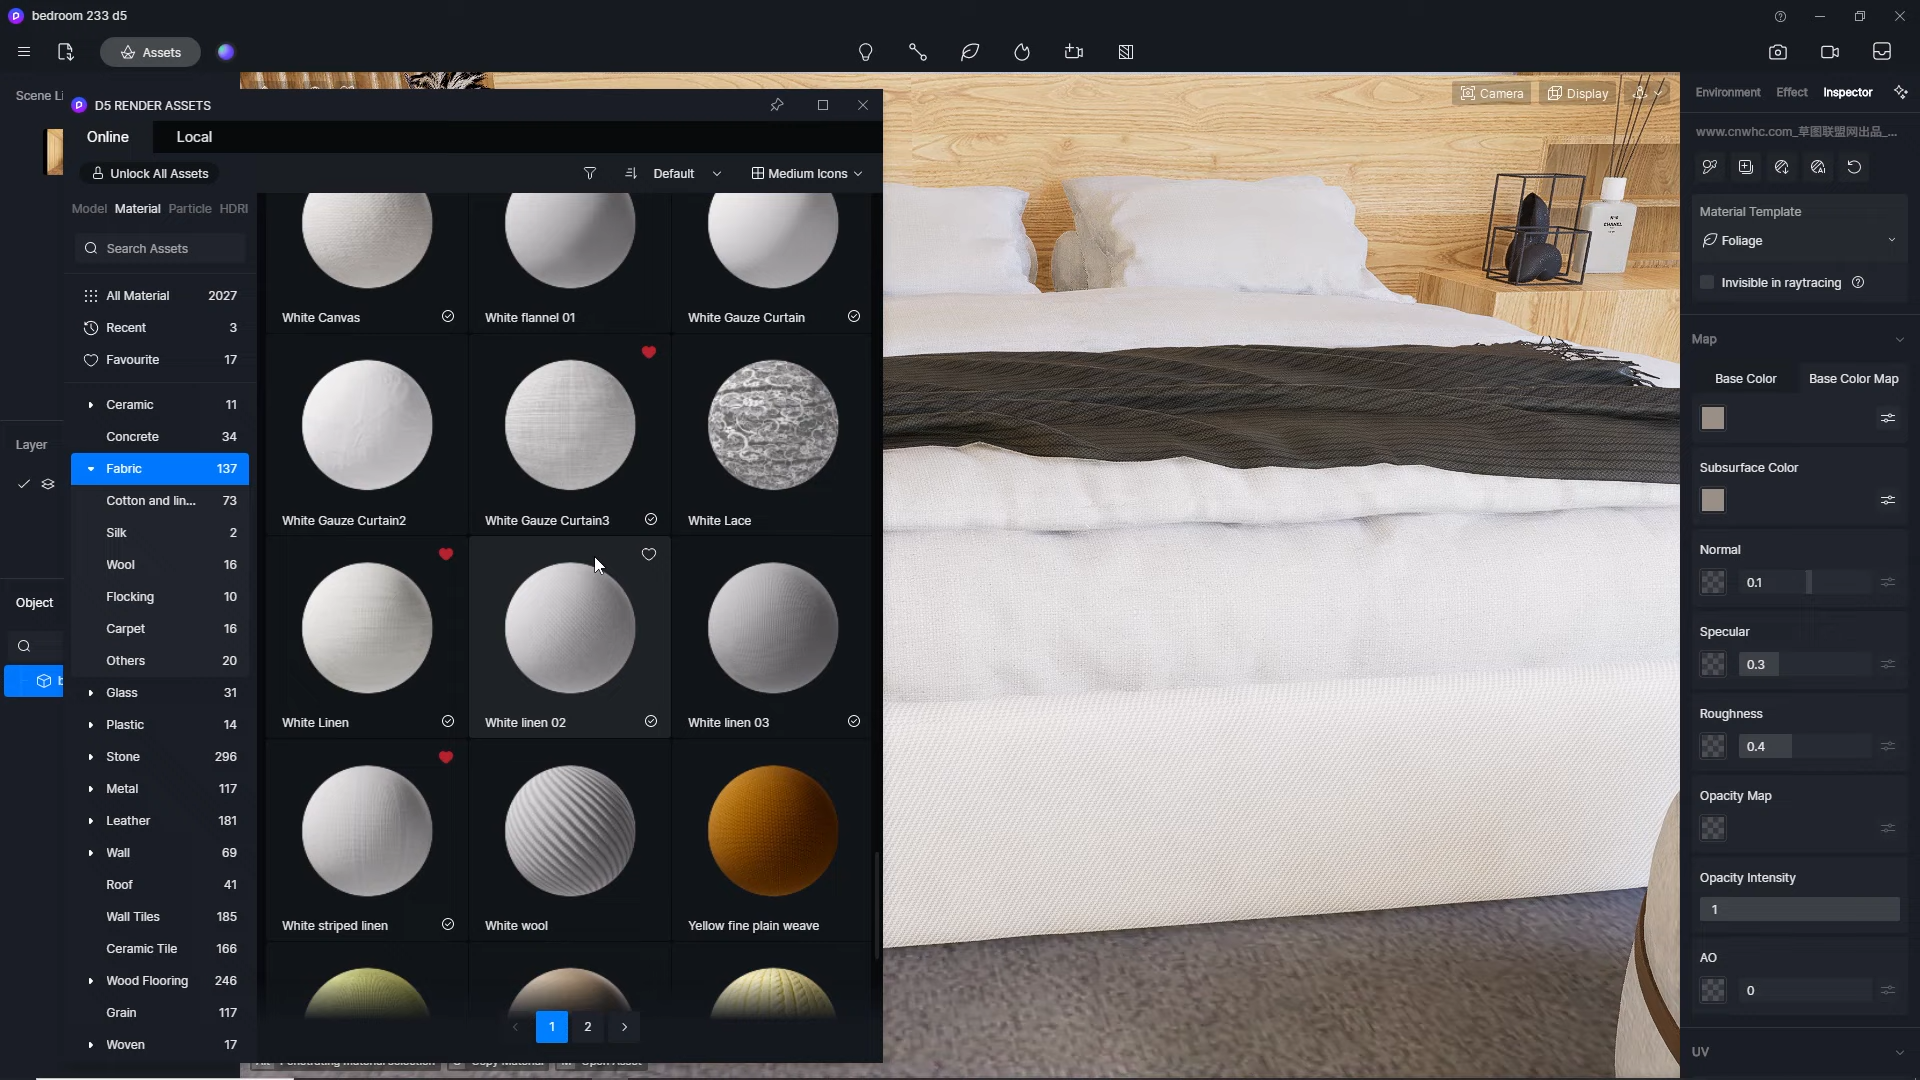 bedroom 233 d5
Assets
Scene Li
D5 RENDER ASSETS
Online
Local
Unlock All Assets
Default
Medium Icons
Model Material Particle HDRI
Search Assets
All Material 2027
Recent 3
Favourite 17
Ceramic 11
Concrete 34
Fabric 137
Cotton and lin... 73
Silk 2
Wool 16
Flocking 10
Carpet 16
Others 20
Glass 31
Plastic 14
Stone 296
Metal 117
Leather 181
Wall 69
Roof 41
Wall Tiles 185
Ceramic Tile 166
Wood Flooring 246
Grain 117
Woven 17
Layer
Object
White Canvas
White flannel 01
White Gauze Curtain
White Gauze Curtain2
White Gauze Curtain3
White Lace
White Linen
White linen 02
White linen 03
White striped linen
White wool
Yellow fine plain weave
1
2
Camera
Display
CHANEL
Environment Effect Inspector
www.cnwhc.com_草图联盟网出品_...
Material Template
Foliage
Invisible in raytracing
Map
Base Color
Base Color Map
Subsurface Color
Normal
0.1
Specular
0.3
Roughness
0.4
Opacity Map
Opacity Intensity
1
AO
0
UV